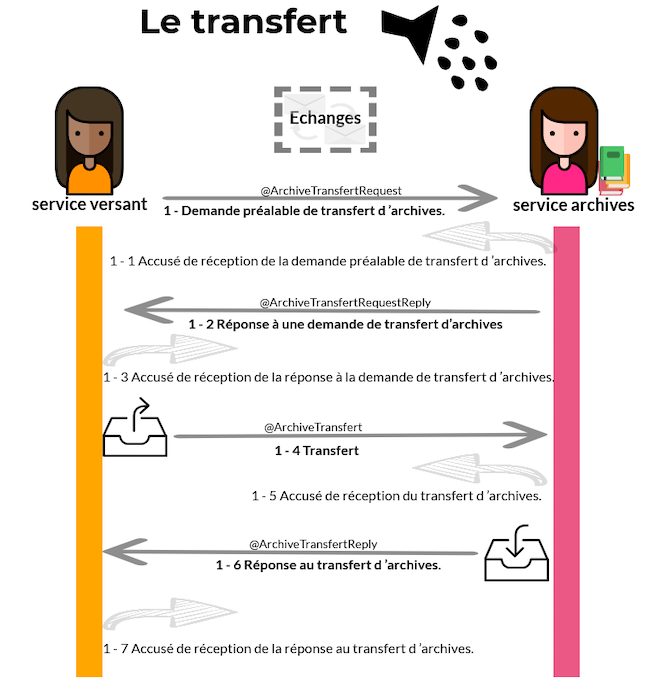 Le transfert
Echanges
service versant
service archives
@ArchiveTransfertRequest
1 - Demande préalable de transfert d ’archives.
1 - 1 Accusé de réception de la demande préalable de transfert d ’archives.
@ArchiveTransfertRequestReply
1 - 2 Réponse à une demande de transfert d’archives
1 - 3 Accusé de réception de la réponse à la demande de transfert d ’archives.
@ArchiveTransfert
1 - 4 Transfert
1 - 5 Accusé de réception du transfert d ’archives.
@ArchiveTransfertReply
1 - 6 Réponse au transfert d ’archives.
1 - 7 Accusé de réception de la réponse au transfert d ’archives.